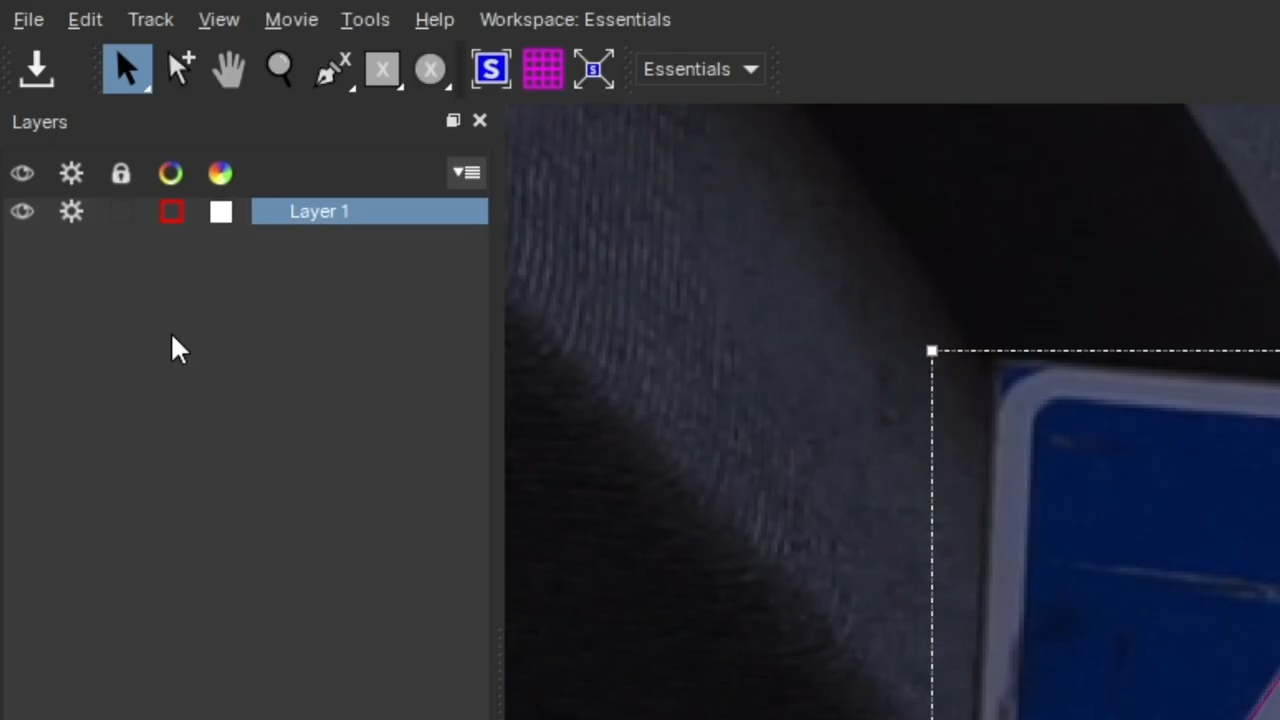 File Edit Track View Movie Tools Help Workspace: Essentials
X X X S S Essentials
Layers
Layer 1